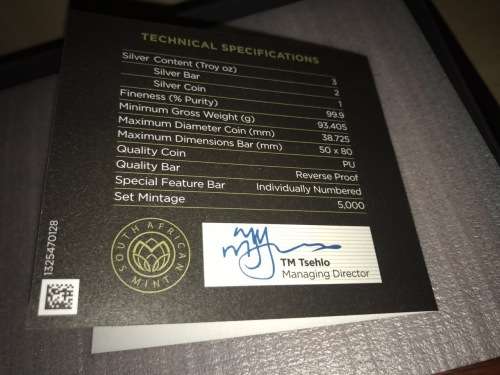 TECHNICAL SPECIFICATIONS
Silver Content (Troy oz) 3
Silver Bar 2
Silver Coin 1
Fineness (% Purity) 99.9
Minimum Gross Weight (g) 93.405
Maximum Diameter Coin (mm) 38.725
Maximum Dimensions Bar (mm) 50 x 80
Quality Coin PU
Quality Bar Reverse Proof
Special Feature Bar Individually Numbered
Set Mintage 5,000
1325470128
SOUTH AFRICAN MINT
TM Tsehlo
Managing Director